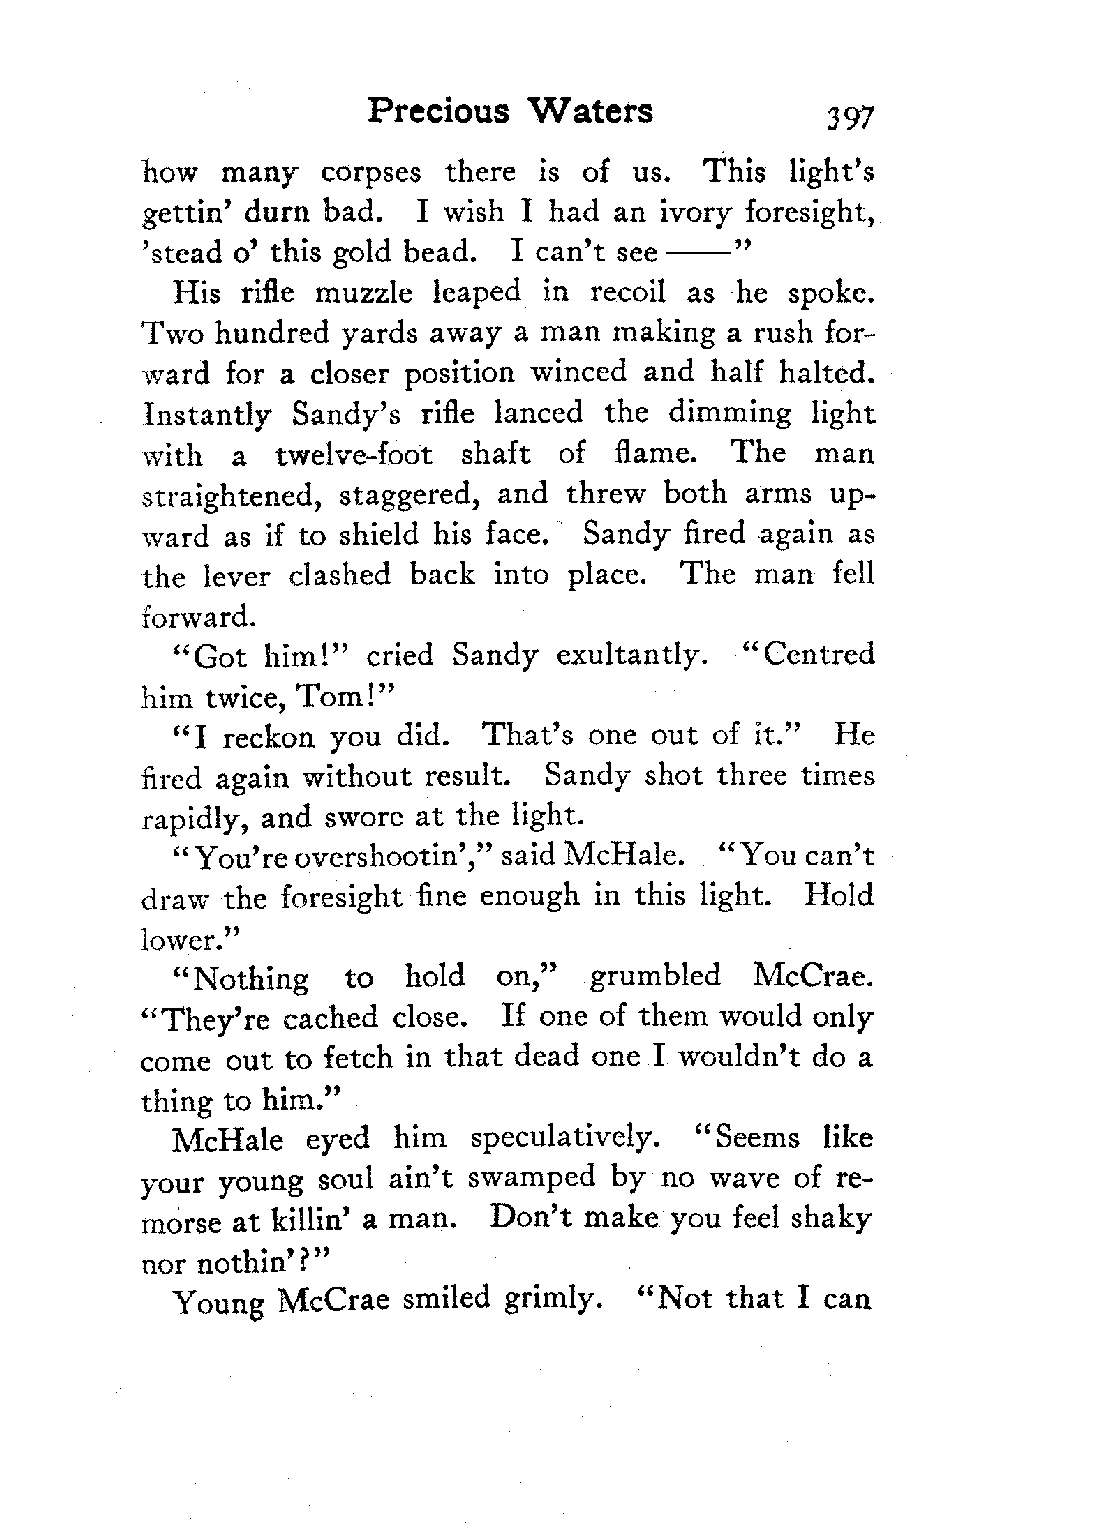 Precious Waters 397
how many corpses there is of us. This light's
gettin' durn bad. I wish I had an ivory foresight,
'stead o' this gold bead. I can't see ——"
His rifle muzzle leaped in recoil as he spoke.
Two hundred yards away a man making a rush for-
ward for a closer position winced and half halted.
Instantly Sandy's rifle lanced the dimming light
with a twelve-foot shaft of flame. The man
straightened, staggered, and threw both arms up-
ward as if to shield his face. Sandy fired again as
the lever clashed back into place. The man fell
forward.
"Got him!" cried Sandy exultantly. "Centred
him twice, Tom!"
"I reckon you did. That's one out of it." He
fired again without result. Sandy shot three times
rapidly, and swore at the light.
"You're overshootin'," said McHale. "You can't
draw the foresight fine enough in this light. Hold
lower."
"Nothing to hold on," grumbled McCrae.
"They're cached close. If one of them would only
come out to fetch in that dead one I wouldn't do a
thing to him."
McHale eyed him speculatively. "Seems like
your young soul ain't swamped by no wave of re-
morse at killin' a man. Don't make you feel shaky
nor nothin'?"
Young McCrae smiled grimly. "Not that I can